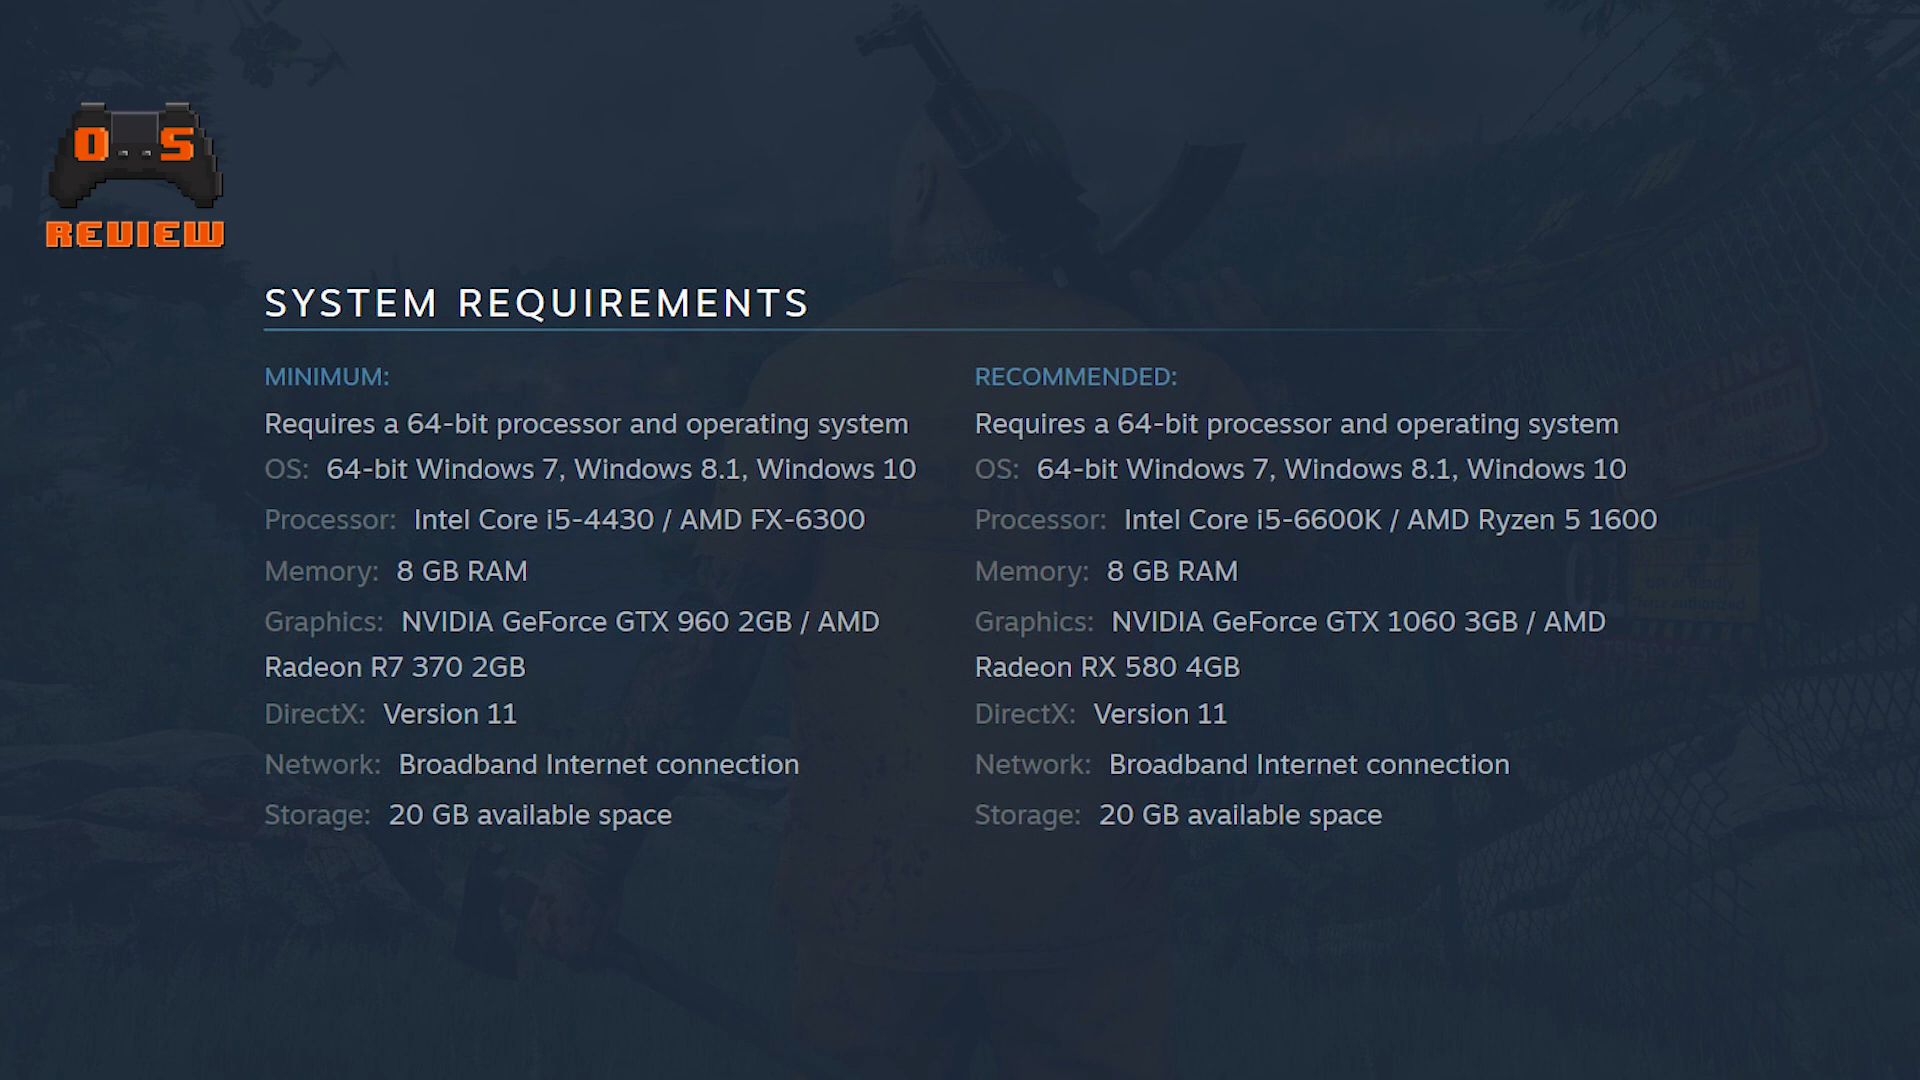 O S
REVIEW
SYSTEM REQUIREMENTS
MINIMUM:
Requires a 64-bit processor and operating system
OS: 64-bit Windows 7, Windows 8.1, Windows 10
Processor: Intel Core i5-4430 / AMD FX-6300
Memory: 8 GB RAM
Graphics: NVIDIA GeForce GTX 960 2GB / AMD
Radeon R7 370 2GB
DirectX: Version 11
Network: Broadband Internet connection
Storage: 20 GB available space
RECOMMENDED:
Requires a 64-bit processor and operating system
OS: 64-bit Windows 7, Windows 8.1, Windows 10
Processor: Intel Core i5-6600K / AMD Ryzen 5 1600
Memory: 8 GB RAM
Graphics: NVIDIA GeForce GTX 1060 3GB / AMD
Radeon RX 580 4GB
DirectX: Version 11
Network: Broadband Internet connection
Storage: 20 GB available space
WARNING